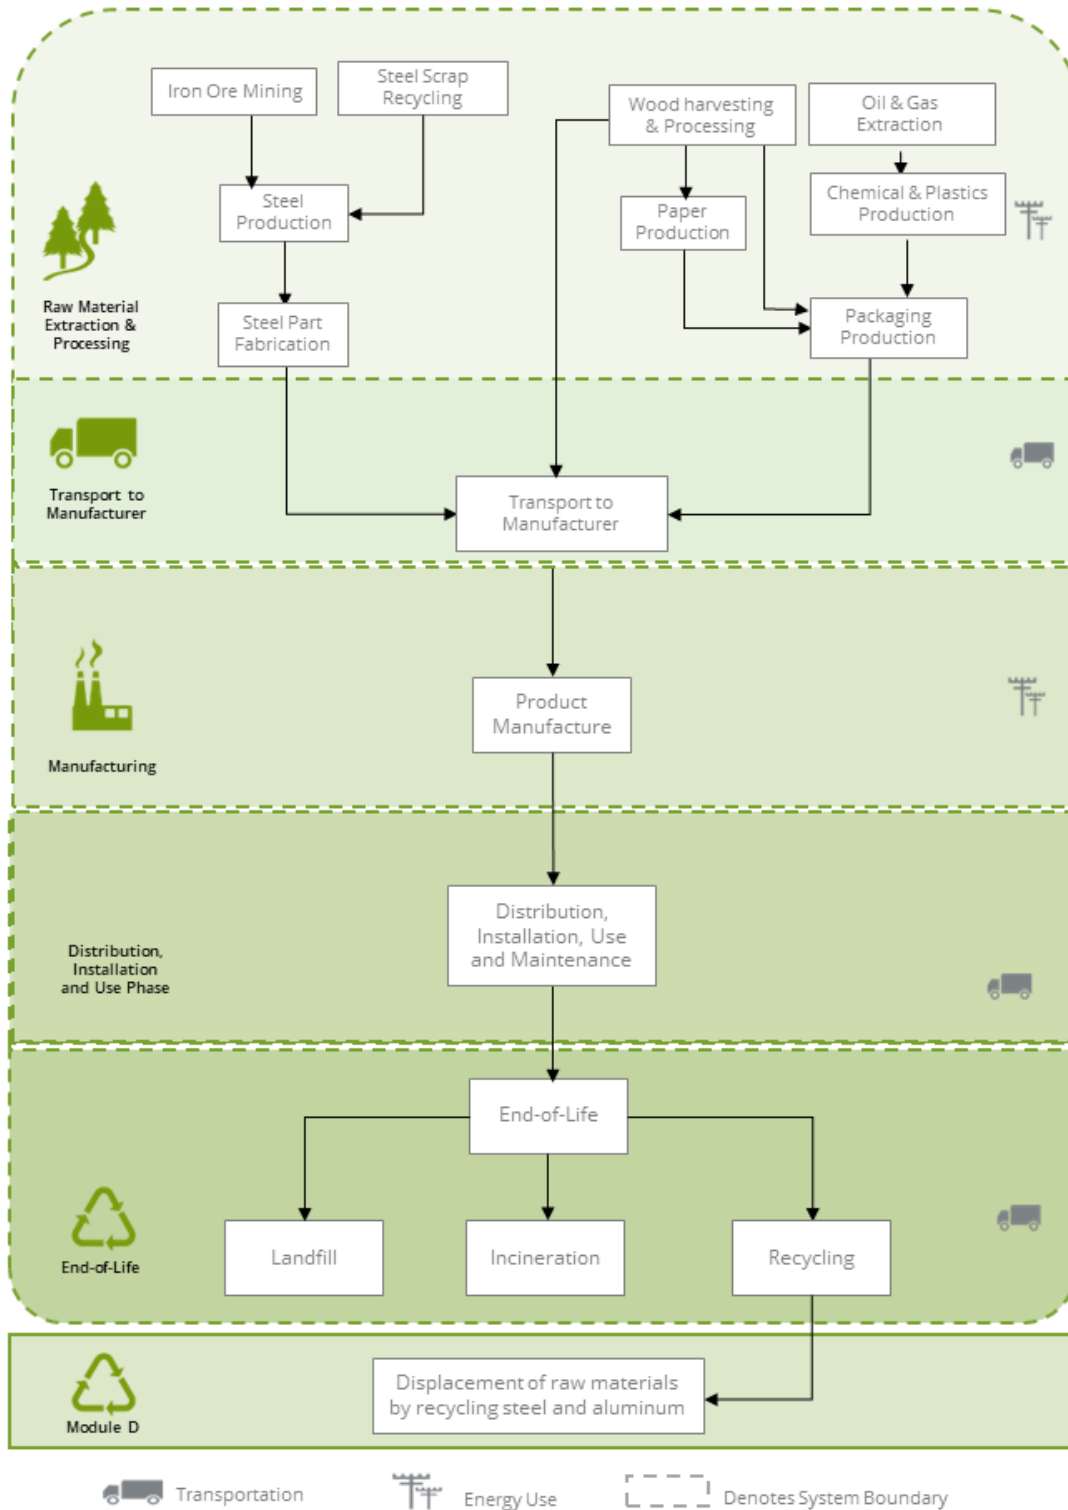 Iron Ore Mining
Steel Scrap
Recycling
Wood harvesting
& Processing
Oil & Gas
Extraction
Steel
Production
Paper
Production
Chemical & Plastics
Production
Raw Material
Extraction &
Processing
Steel Part
Fabrication
Packaging
Production
Transport to
Manufacturer
Transport to
Manufacturer
Product
Manufacture
Manufacturing
Distribution,
Installation, Use
and Maintenance
Distribution,
Installation
and Use Phase
End-of-Life
Landfill
Incineration
Recycling
End-of-Life
Displacement of raw materials
by recycling steel and aluminum
Module D
Transportation
Energy Use
Denotes System Boundary